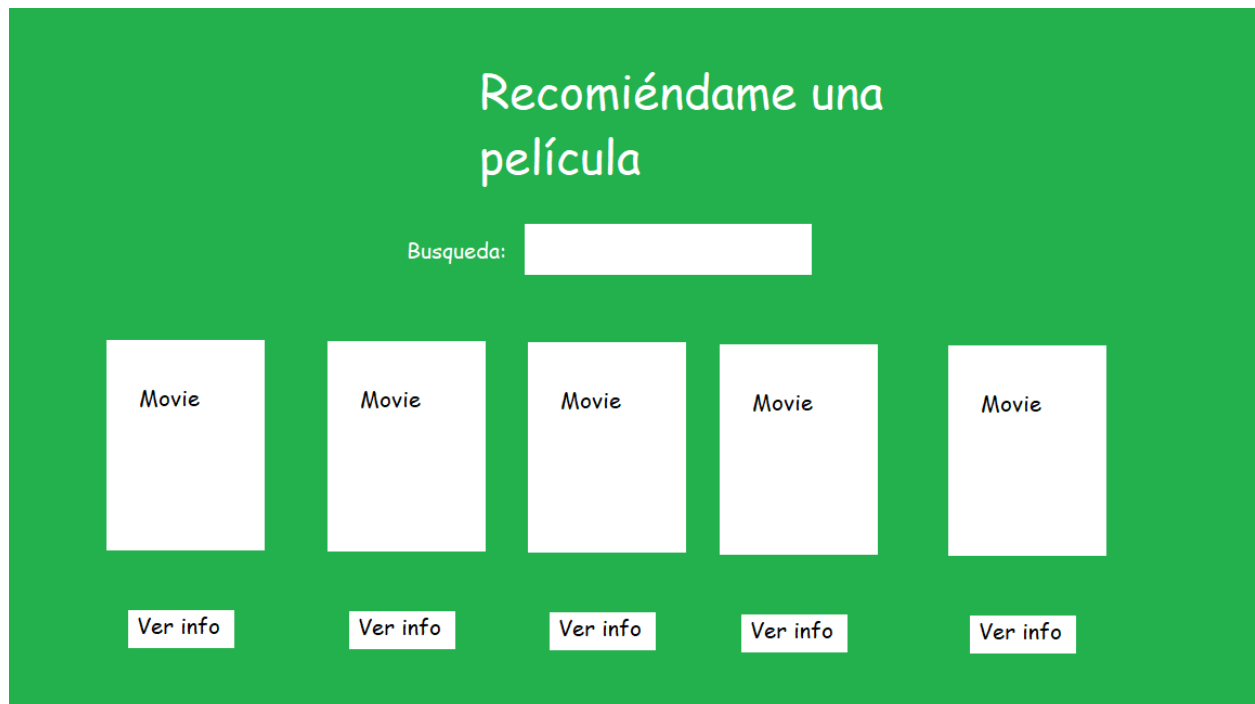 Recomiéndame una
película
Busqueda:
Movie
Movie
Movie
Movie
Movie
Ver info
Ver info
Ver info
Ver info
Ver info